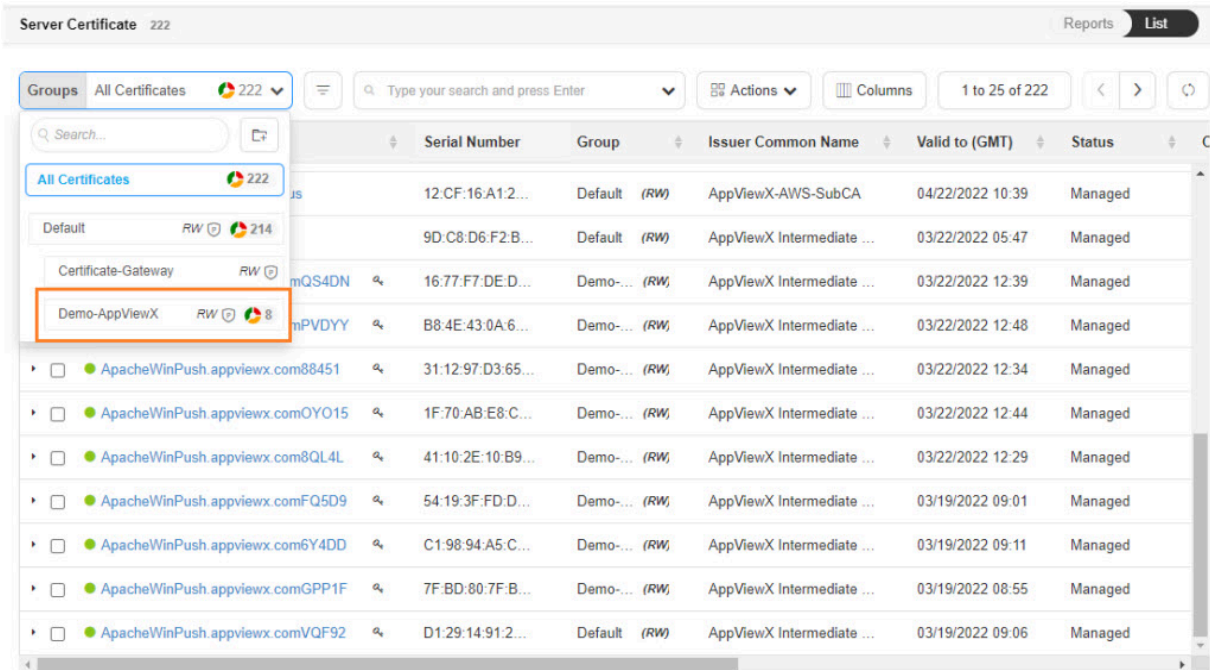 Server Certificate 222 Reports List
Groups All Certificates 222 Type your search and press Enter Actions Columns 1 to 25 of 222
Search...
Serial Number Group Issuer Common Name Valid to (GMT) Status C
All Certificates 222
us 12:CF:16:A1:2... Default (RW) AppViewX-AWS-SubCA 04/22/2022 10:39 Managed
Default RW 214
9D:C8:D6:F2:B... Default (RW) AppViewX Intermediate ... 03/22/2022 05:47 Managed
Certificate-Gateway RW
mQS4DN 16:77:F7:DE:D... Demo-... (RW) AppViewX Intermediate ... 03/22/2022 12:39 Managed
Demo-AppViewX RW 8
mPVDYY B8:4E:43:0A:6... Demo-... (RW) AppViewX Intermediate ... 03/22/2022 12:48 Managed
ApacheWinPush.appviewx.com88451 31:12:97:D3:65... Demo-... (RW) AppViewX Intermediate ... 03/22/2022 12:34 Managed
ApacheWinPush.appviewx.comOYO15 1F:70:AB:E8:C... Demo-... (RW) AppViewX Intermediate ... 03/22/2022 12:44 Managed
ApacheWinPush.appviewx.com8QL4L 41:10:2E:10:B9... Demo-... (RW) AppViewX Intermediate ... 03/22/2022 12:29 Managed
ApacheWinPush.appviewx.comFQ5D9 54:19:3F:FD:D... Demo-... (RW) AppViewX Intermediate ... 03/19/2022 09:01 Managed
ApacheWinPush.appviewx.com6Y4DD C1:98:94:A5:C... Demo-... (RW) AppViewX Intermediate ... 03/19/2022 09:11 Managed
ApacheWinPush.appviewx.comGPP1F 7F:BD:80:7F:B... Demo-... (RW) AppViewX Intermediate ... 03/19/2022 08:55 Managed
ApacheWinPush.appviewx.comVQF92 D1:29:14:91:2... Default (RW) AppViewX Intermediate ... 03/19/2022 09:06 Managed